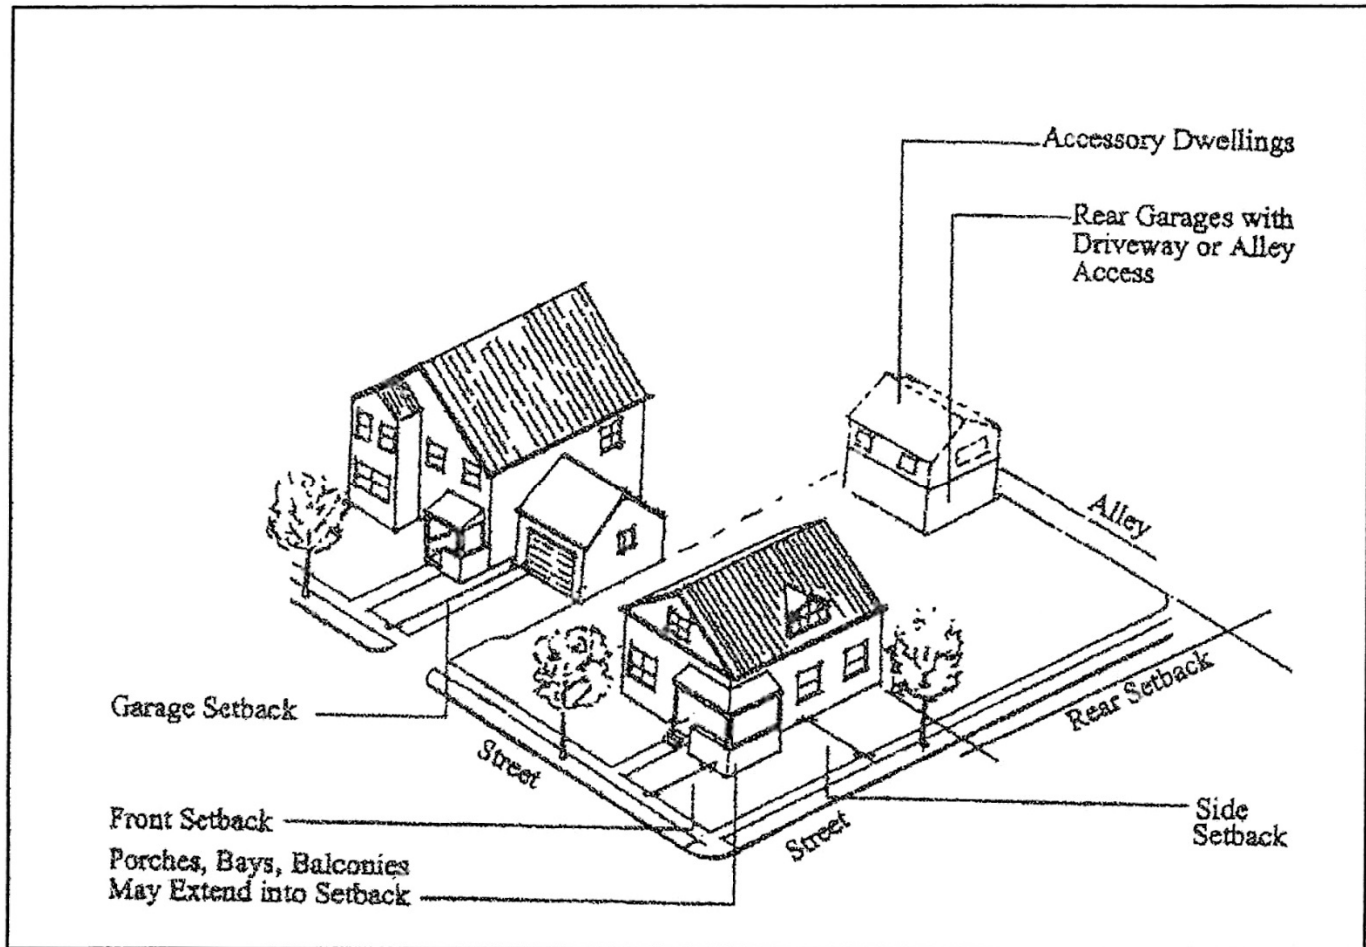 Accessory Dwellings
Rear Garages with
Driveway or Alley
Access
Alley
Rear Setback
Garage Setback
Street
Street
Side
Setback
Front Setback
Porches, Bays, Balconies
May Extend into Setback